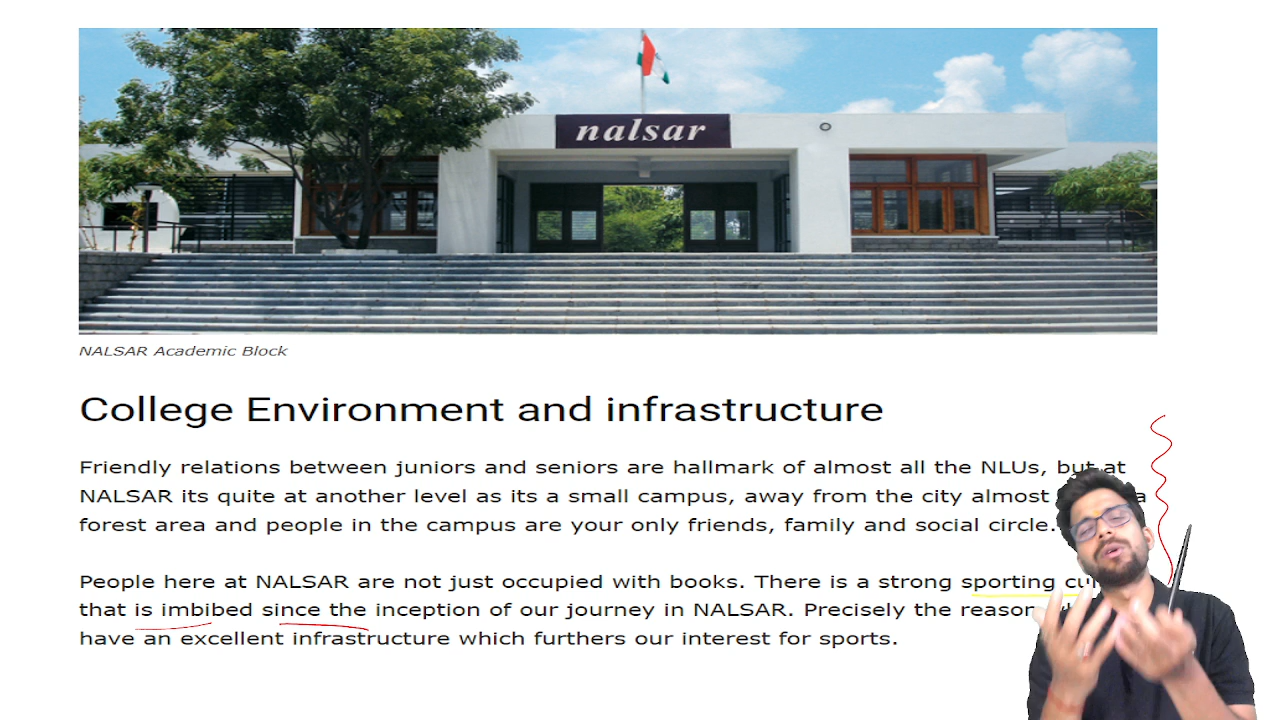 nalsar
NALSAR Academic Block
College Environment and infrastructure
Friendly relations between juniors and seniors are hallmark of almost all the NLUs, but at
NALSAR its quite at another level as its a small campus, away from the city almost a
forest area and people in the campus are your only friends, family and social circle.
People here at NALSAR are not just occupied with books. There is a strong sporting
that is imbibed since the inception of our journey in NALSAR. Precisely the reason
have an excellent infrastructure which furthers our interest for sports.